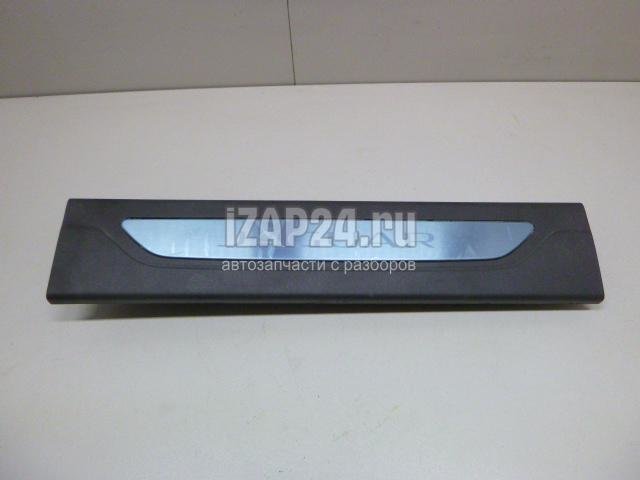 iZAP24.ru
автозапчасти с разборов